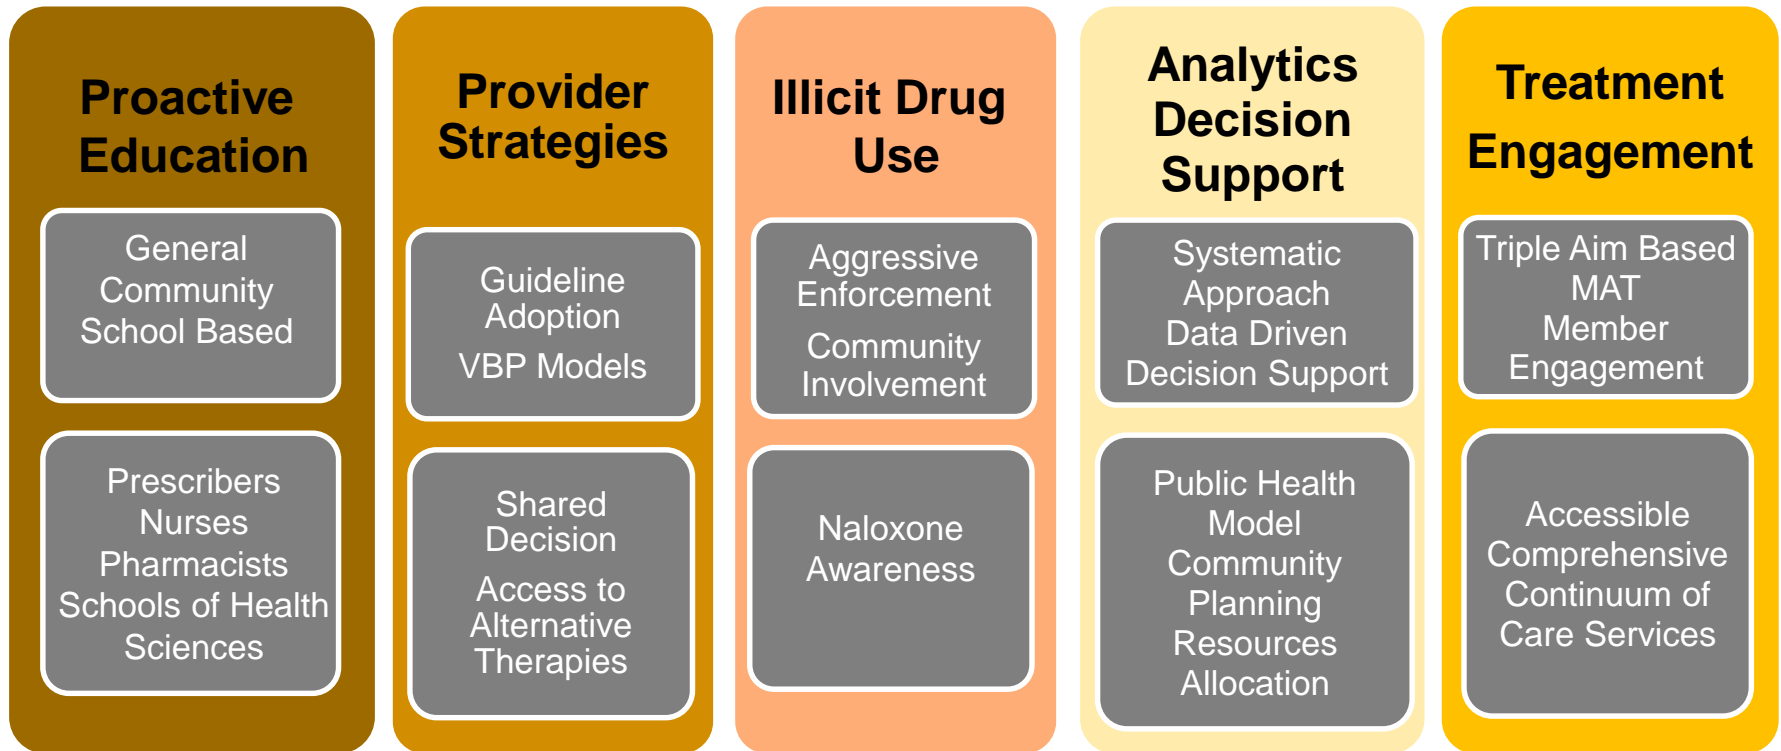 Proactive
Education
General
Community
School Based
Prescribers
Nurses
Pharmacists
Schools of Health
Sciences
Provider
Strategies
Guideline
Adoption
VBP Models
Shared
Decision
Access to
Alternative
Therapies
Illicit Drug
Use
Aggressive
Enforcement
Community
Involvement
Naloxone
Awareness
Analytics
Decision
Support
Systematic
Approach
Data Driven
Decision Support
Public Health
Model
Community
Planning
Resources
Allocation
Treatment
Engagement
Triple Aim Based
MAT
Member
Engagement
Accessible
Comprehensive
Continuum of
Care Services